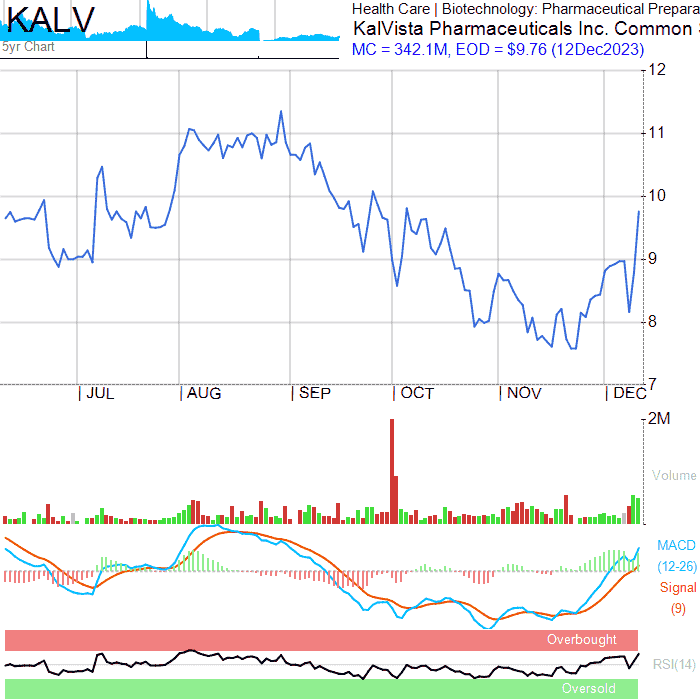 KALV
5yr Chart
Health Care | Biotechnology: Pharmaceutical Prepara
KalVista Pharmaceuticals Inc. Common
MC = 342.1M, EOD = $9.76 (12Dec2023)
12
11
10
9
8
7
| JUL | AUG | SEP | OCT | NOV | DEC
2M
Volume
MACD
(12-26)
Signal
(9)
Overbought
RSI(14)
Oversold